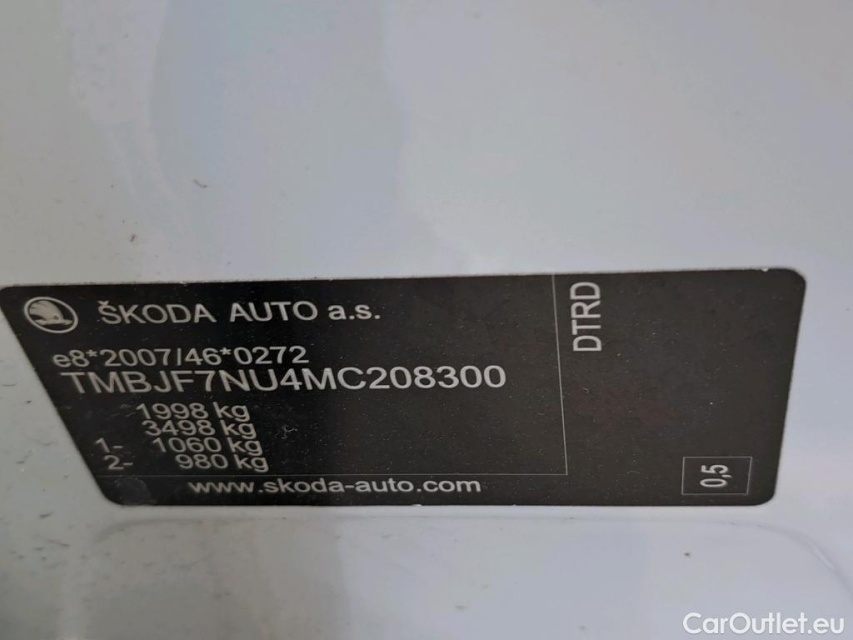 ŠKODA AUTO a.s.
e8*2007/46*0272
TMBJF7NU4MC208300
1998 kg
3498 kg
1- 1060 kg
2- 980 kg
www.skoda-auto.com
DTRD
0,5
CarOutlet.eu